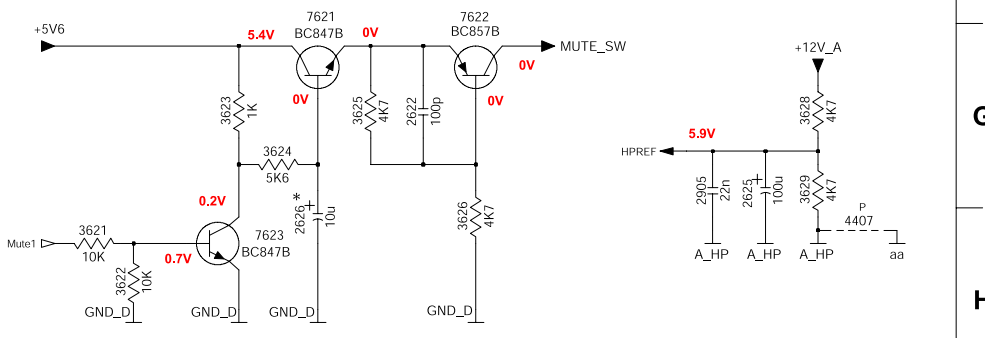 7621
BC847B
7622
BC857B
+5V6
5.4V
0V
MUTE_SW
0V
+12V_A
0V
0V
3623
1K
3625
4K7
2622
100p
3628
4K7
G
5.9V
HPREF
3624
5K6
*
2626
+
10u
0.2V
3626
4K7
2905
22n
2625
+
100u
3629
4K7
P
4407
Mute1
3621
10K
7623
BC847B
0.7V
3622
10K
A_HP
A_HP
A_HP
aa
GND_D
GND_D
GND_D
GND_D
H